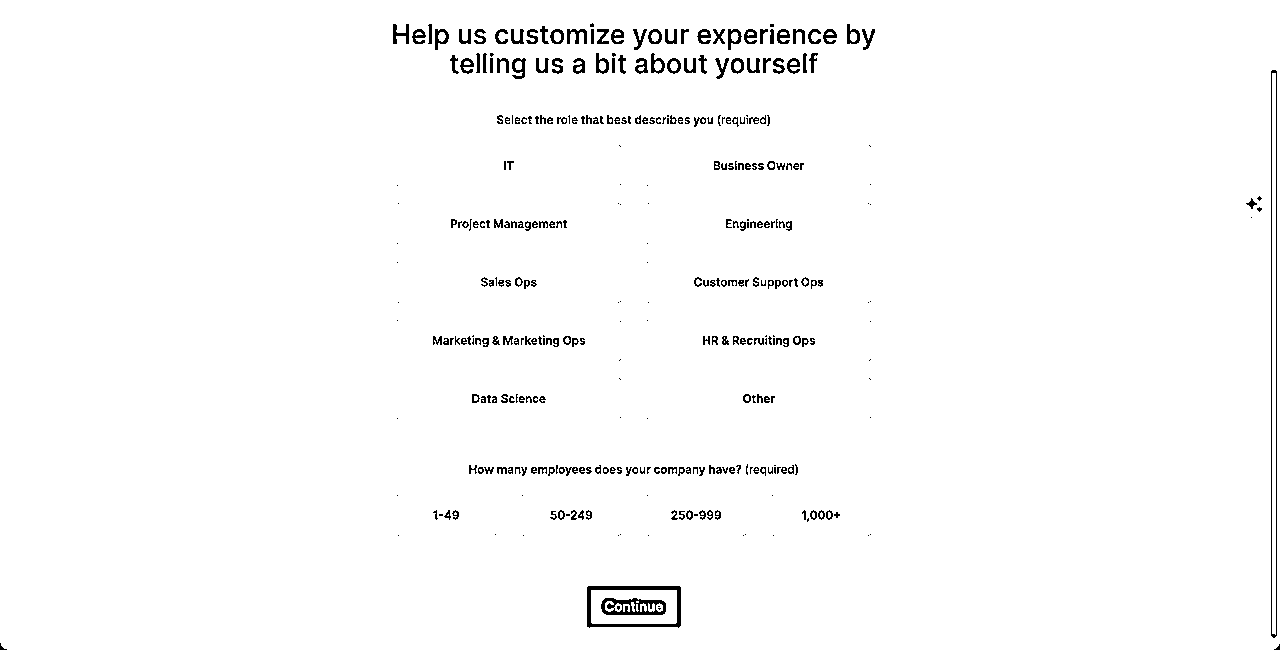 Help us customize your experience by
telling us a bit about yourself
Select the role that best describes you (required)
IT
Business Owner
Project Management
Engineering
Sales Ops
Customer Support Ops
Marketing & Marketing Ops
HR & Recruiting Ops
Data Science
Other
How many employees does your company have? (required)
1-49
50-249
250-999
1,000+
Continue